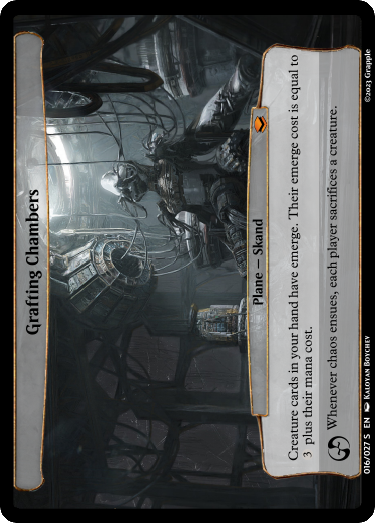 Grafting Chambers
Plane — Skand
Creature cards in your hand have emerge. Their emerge cost is equal to
3 plus their mana cost.
Whenever chaos ensues, each player sacrifices a creature.
016/027 S EN KALOYAN BOYCHEV
©2023 Grapple